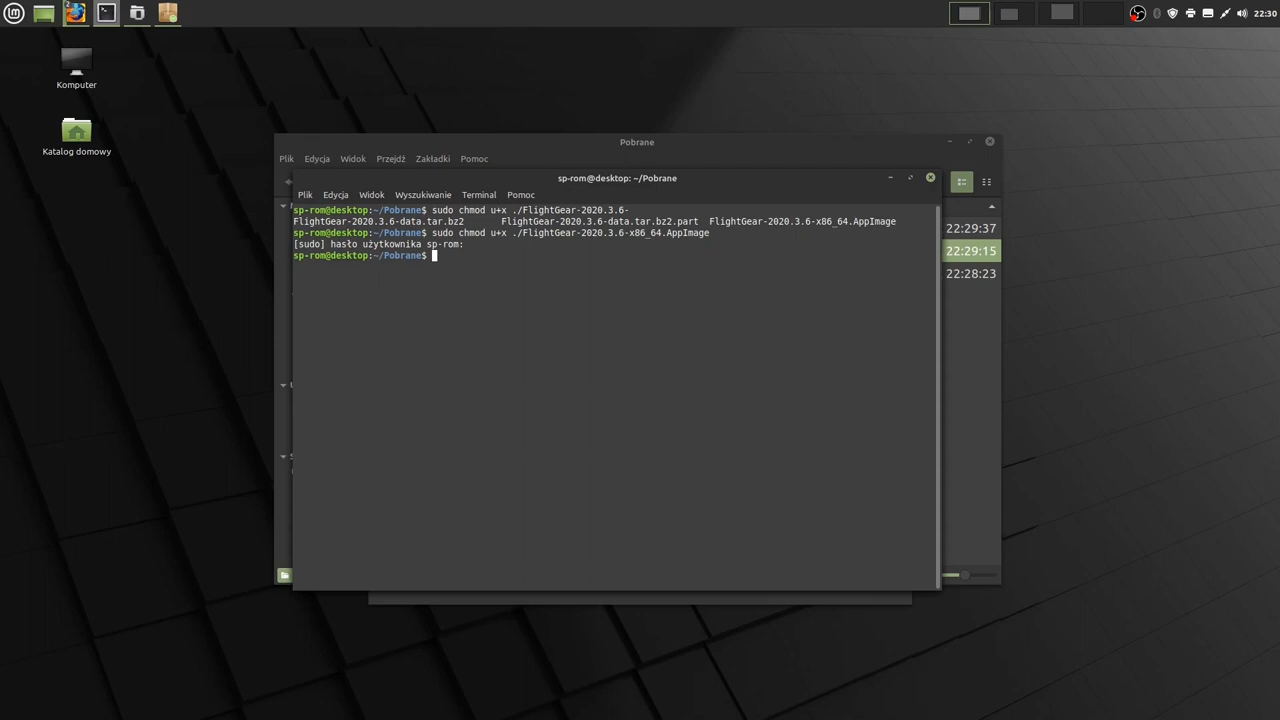 2
22:30
Komputer
Katalog domowy
Pobrane
Plik Edycja Widok Przejdź Zakładki Pomoc
sp-rom@desktop: ~/Pobrane
Plik Edycja Widok Wyszukiwanie Terminal Pomoc
sp-rom@desktop:~/Pobrane$ sudo chmod u+x ./FlightGear-2020.3.6-
FlightGear-2020.3.6-data.tar.bz2 FlightGear-2020.3.6-data.tar.bz2.part FlightGear-2020.3.6-x86_64.AppImage
sp-rom@desktop:~/Pobrane$ sudo chmod u+x ./FlightGear-2020.3.6-x86_64.AppImage
[sudo] hasło użytkownika sp-rom:
sp-rom@desktop:~/Pobrane$
22:29:37
22:29:15
22:28:23